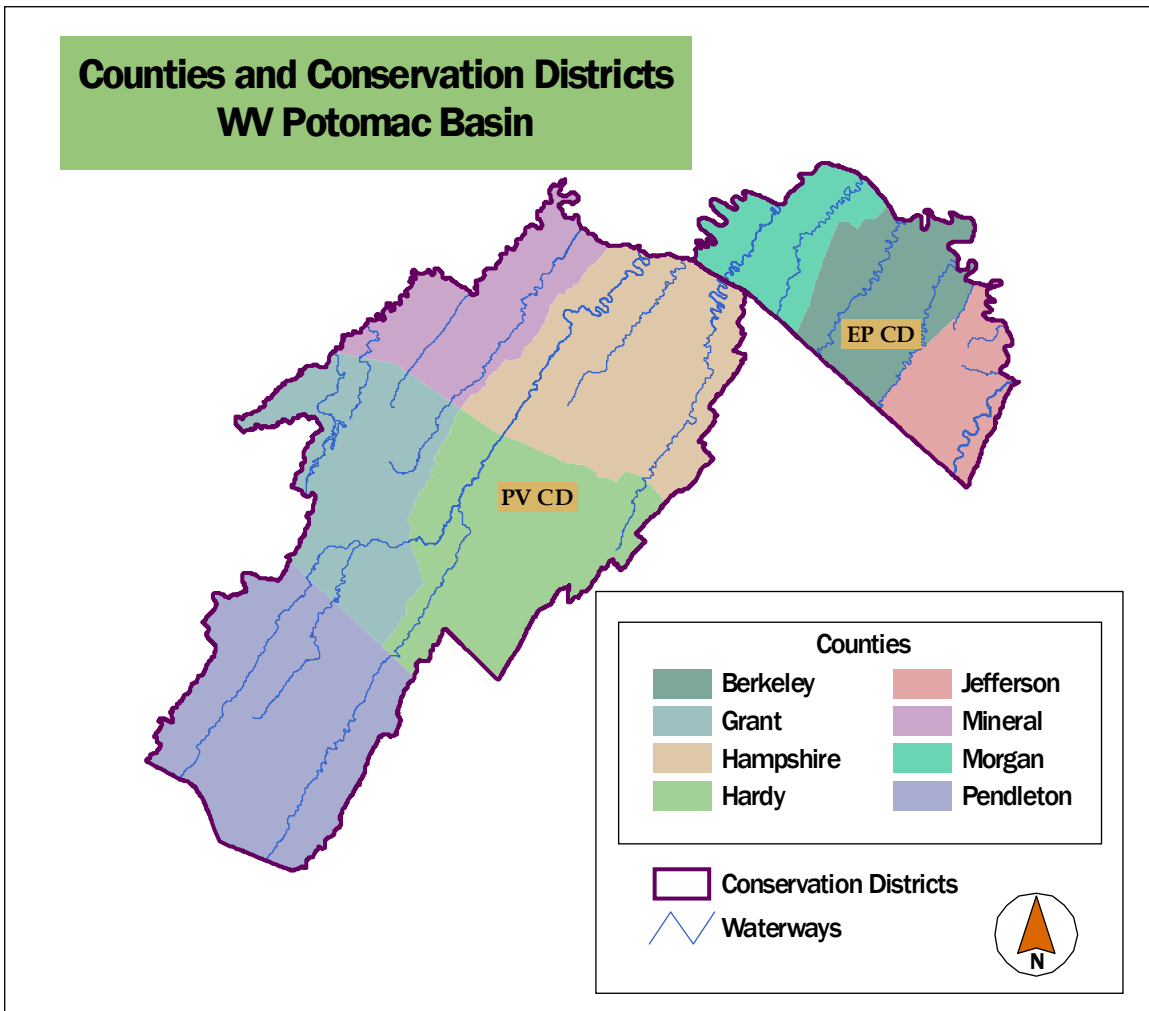 Counties and Conservation Districts
WV Potomac Basin
EP CD
PV CD
Counties
Berkeley
Grant
Hampshire
Hardy
Jefferson
Mineral
Morgan
Pendleton
Conservation Districts
Waterways
N